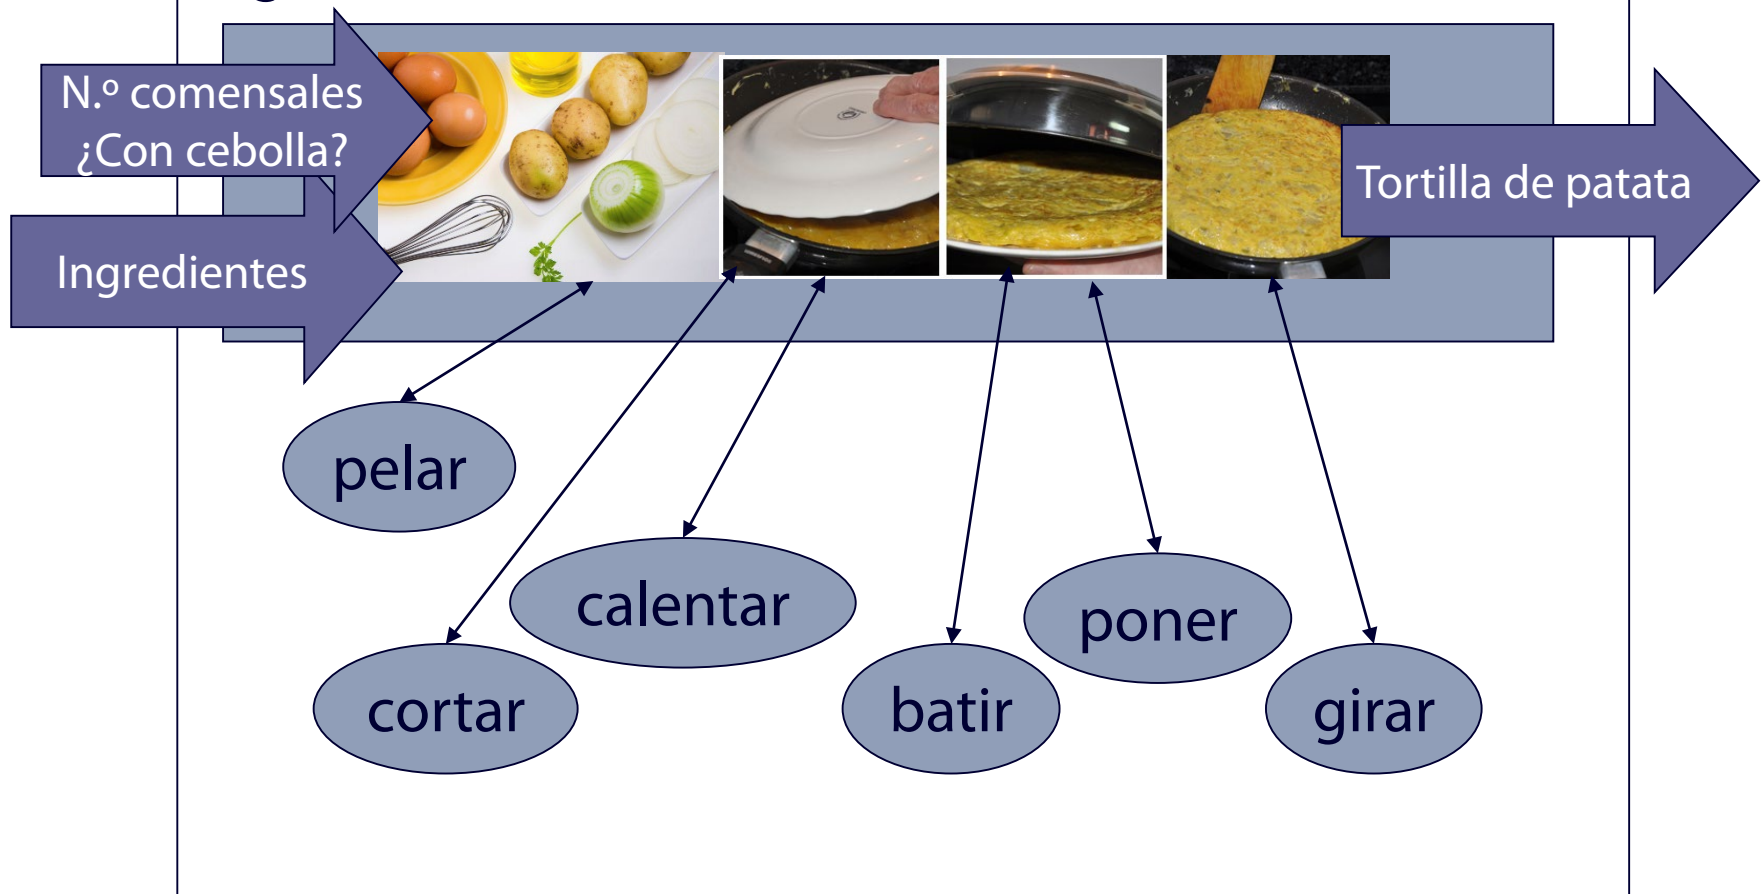 N.º comensales
¿Con cebolla?
Ingredientes
Tortilla de patata
pelar
calentar
poner
cortar
batir
girar